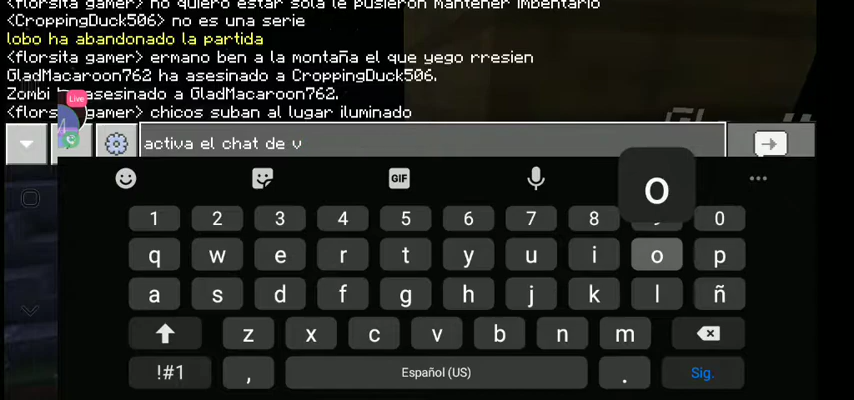 <florsita gamer> no quiero estar sola le pusieron mantener imbentario
<CroppingDuck506> no es una serie
lobo ha abandonado la partida
<florsita gamer> ermano ben a la montaña el que yego rresien
GladMacaroon762 ha asesinado a CroppingDuck506.
Zombi asesinado a GladMacaroon762.
gamer> chicos suban al lugar iluminado
Live
activa el chat de v
GIF
o
1 2 3 4 5 6 7 8 9 0
q w e r t y u i o p
a s d f g h j k l ñ
z x c v b n m
!#1 , Español (US) . Sig.